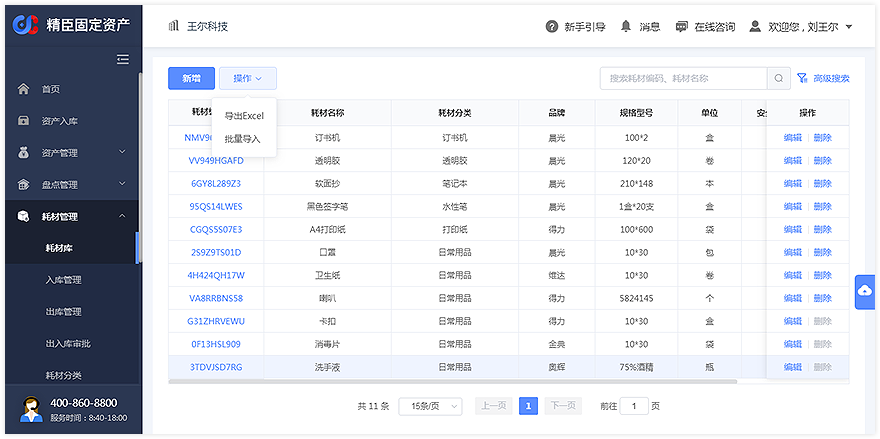 精臣固定资产
王尔科技
新手引导 消息 在线咨询 欢迎您 , 刘王尔
首页
资产入库
资产管理
盘点管理
耗材管理
耗材库
入库管理
出库管理
出入库审批
耗材分类
400-860-8800
服务时间：8:40-18:00
新增 操作
导出Excel
批量导入
搜索耗材编码、耗材名称 高级搜索
耗材 耗材名称 耗材分类 品牌 规格型号 单位 操作
订书机 订书机 晨光 100*2 盒 编辑 删除
VV949HGAFD 透明胶 透明胶 晨光 120*20 卷 编辑 删除
6GY8L289Z3 软面抄 笔记本 晨光 210*148 本 编辑 删除
9SQS14LWES 黑色签字笔 水性笔 晨光 1盒*20支 盒 编辑 删除
CGQS5S07E3 A4打印纸 打印纸 得力 100*600 袋 编辑 删除
2S9Z9TS01D 口罩 日常用品 晨光 10*30 包 编辑 删除
4H424QH17W 卫生纸 日常用品 维达 10*30 卷 编辑 删除
VA8RRBNS58 喇叭 日常用品 得力 5824145 个 编辑 删除
G31ZHRVEWU 卡扣 日常用品 得力 10*30 盒 编辑 删除
0F13HSL909 消毒片 日常用品 金典 10*30 袋 编辑 删除
3TDVJSD7RG 洗手液 日常用品 奥辉 75%酒精 瓶 编辑 删除
共 11 条 15条/页 上一页 1 下一页 前往 1 页